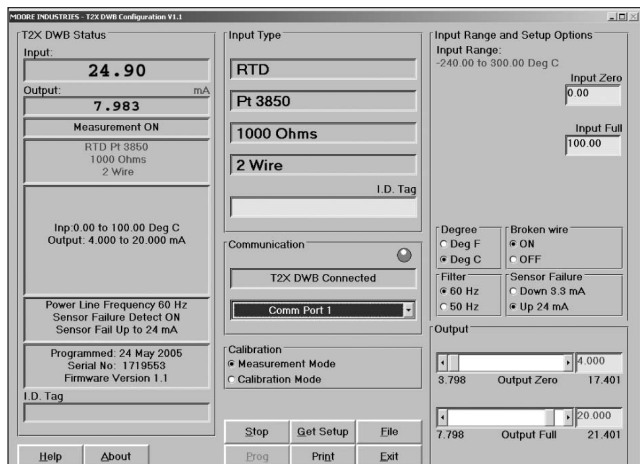 MOORE INDUSTRIES - T2X DWB Configuration V1.1
T2X DWB Status
Input:
24.90
Output: mA
7.983
Measurement ON
RTD Pt 3850
1000 Ohms
2 Wire
Inp:0.00 to 100.00 Deg C
Output: 4.000 to 20.000 mA
Power Line Frequency 60 Hz
Sensor Failure Detect ON
Sensor Fail Up to 24 mA
Programmed: 24 May 2005
Serial No: 1719553
Firmware Version 1.1
I.D. Tag
Help About
Input Type
RTD
Pt 3850
1000 Ohms
2 Wire
I.D. Tag
Communication
T2X DWB Connected
Comm Port 1
Calibration
Measurement Mode
Calibration Mode
Stop Get Setup File
Prog Print Exit
Input Range and Setup Options
Input Range:
-240.00 to 300.00 Deg C
Input Zero
0.00
Input Full
100.00
Degree Broken wire
Deg F ON
Deg C OFF
Filter Sensor Failure
60 Hz Down 3.3 mA
50 Hz Up 24 mA
Output
4.000
3.798 Output Zero 17.401
20.000
7.798 Output Full 21.401